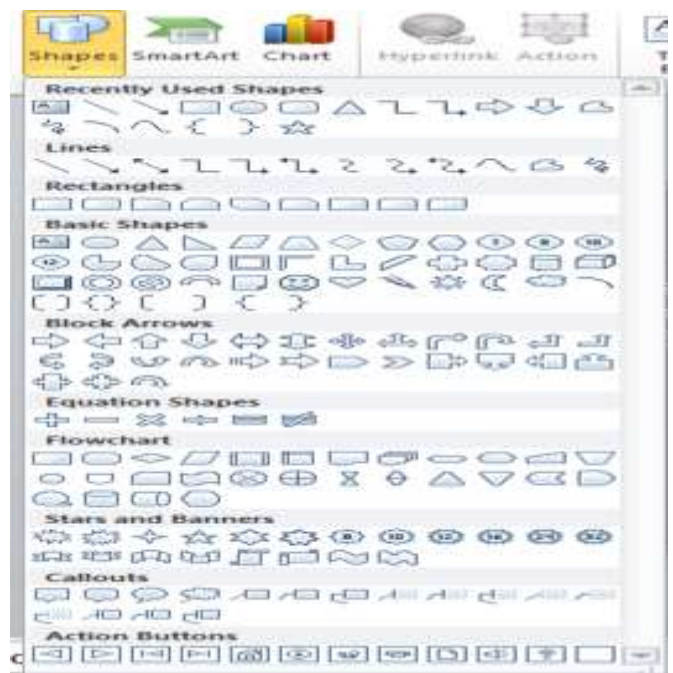 Shapes SmartArt Chart Hyperlink Action
Recently Used Shapes
Lines
Rectangles
Basic Shapes
Block Arrows
Equation Shapes
Flowchart
Stars and Banners
Callouts
Action Buttons